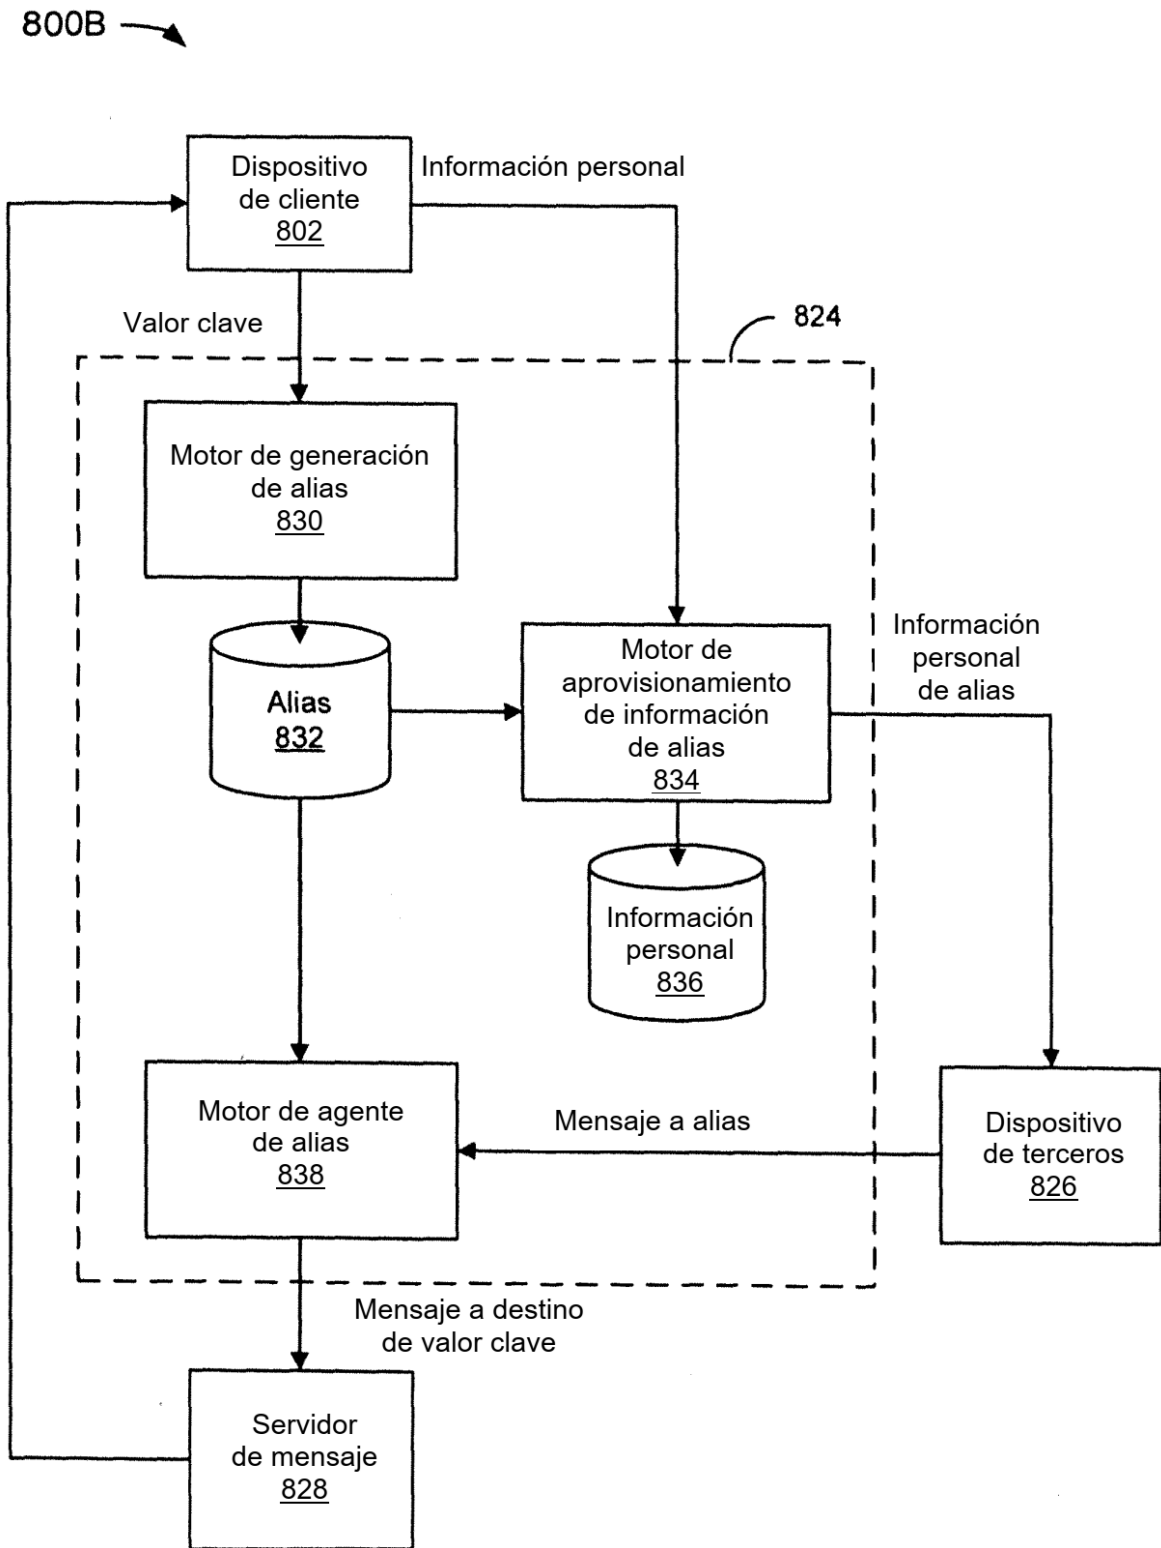 800B
Dispositivo
de cliente
802
Información personal
Valor clave
824
Motor de generación
de alias
830
Alias
832
Motor de
aprovisionamiento
de información
de alias
834
Información
personal
de alias
Información
personal
836
Motor de agente
de alias
838
Mensaje a alias
Dispositivo
de terceros
826
Mensaje a destino
de valor clave
Servidor
de mensaje
828